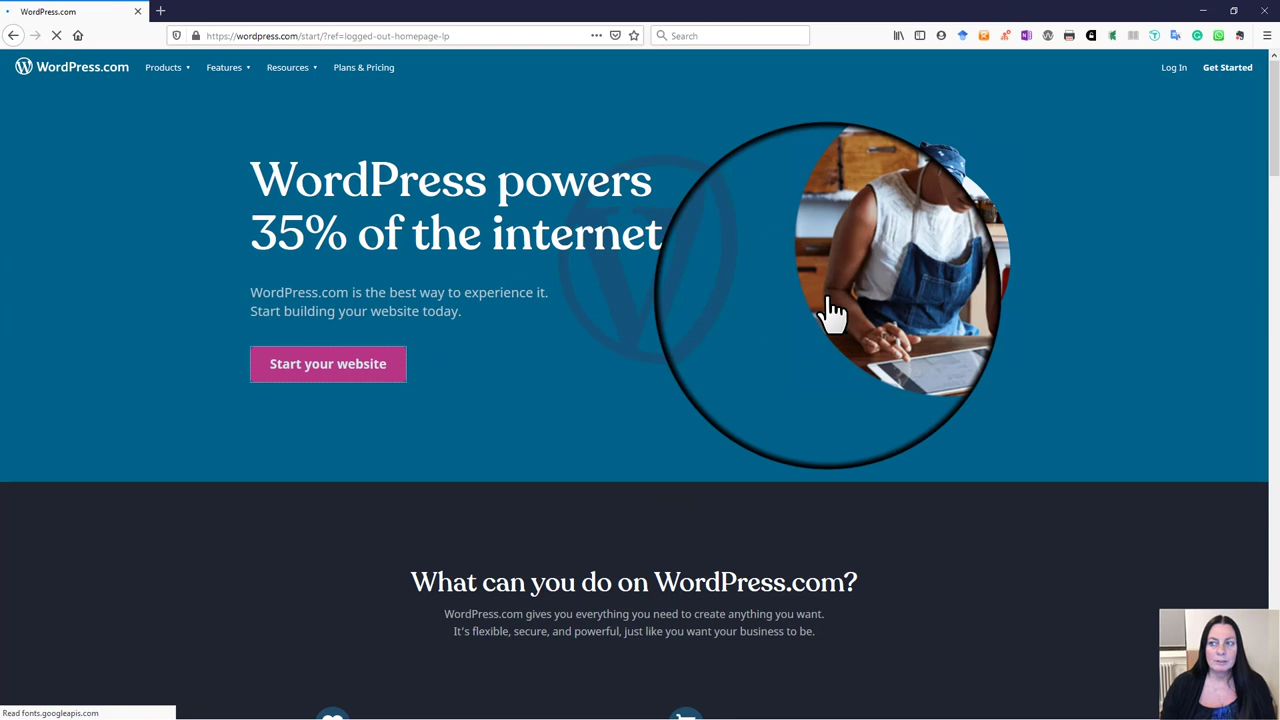 WordPress.com
https://wordpress.com/start/?ref=logged-out-homepage-lp
Search
WordPress.com
Products
Features
Resources
Plans & Pricing
Log In
Get Started
WordPress powers
35% of the internet
WordPress.com is the best way to experience it.
Start building your website today.
Start your website
What can you do on WordPress.com?
WordPress.com gives you everything you need to create anything you want.
It's flexible, secure, and powerful, just like you want your business to be.
Read fonts.googleapis.com